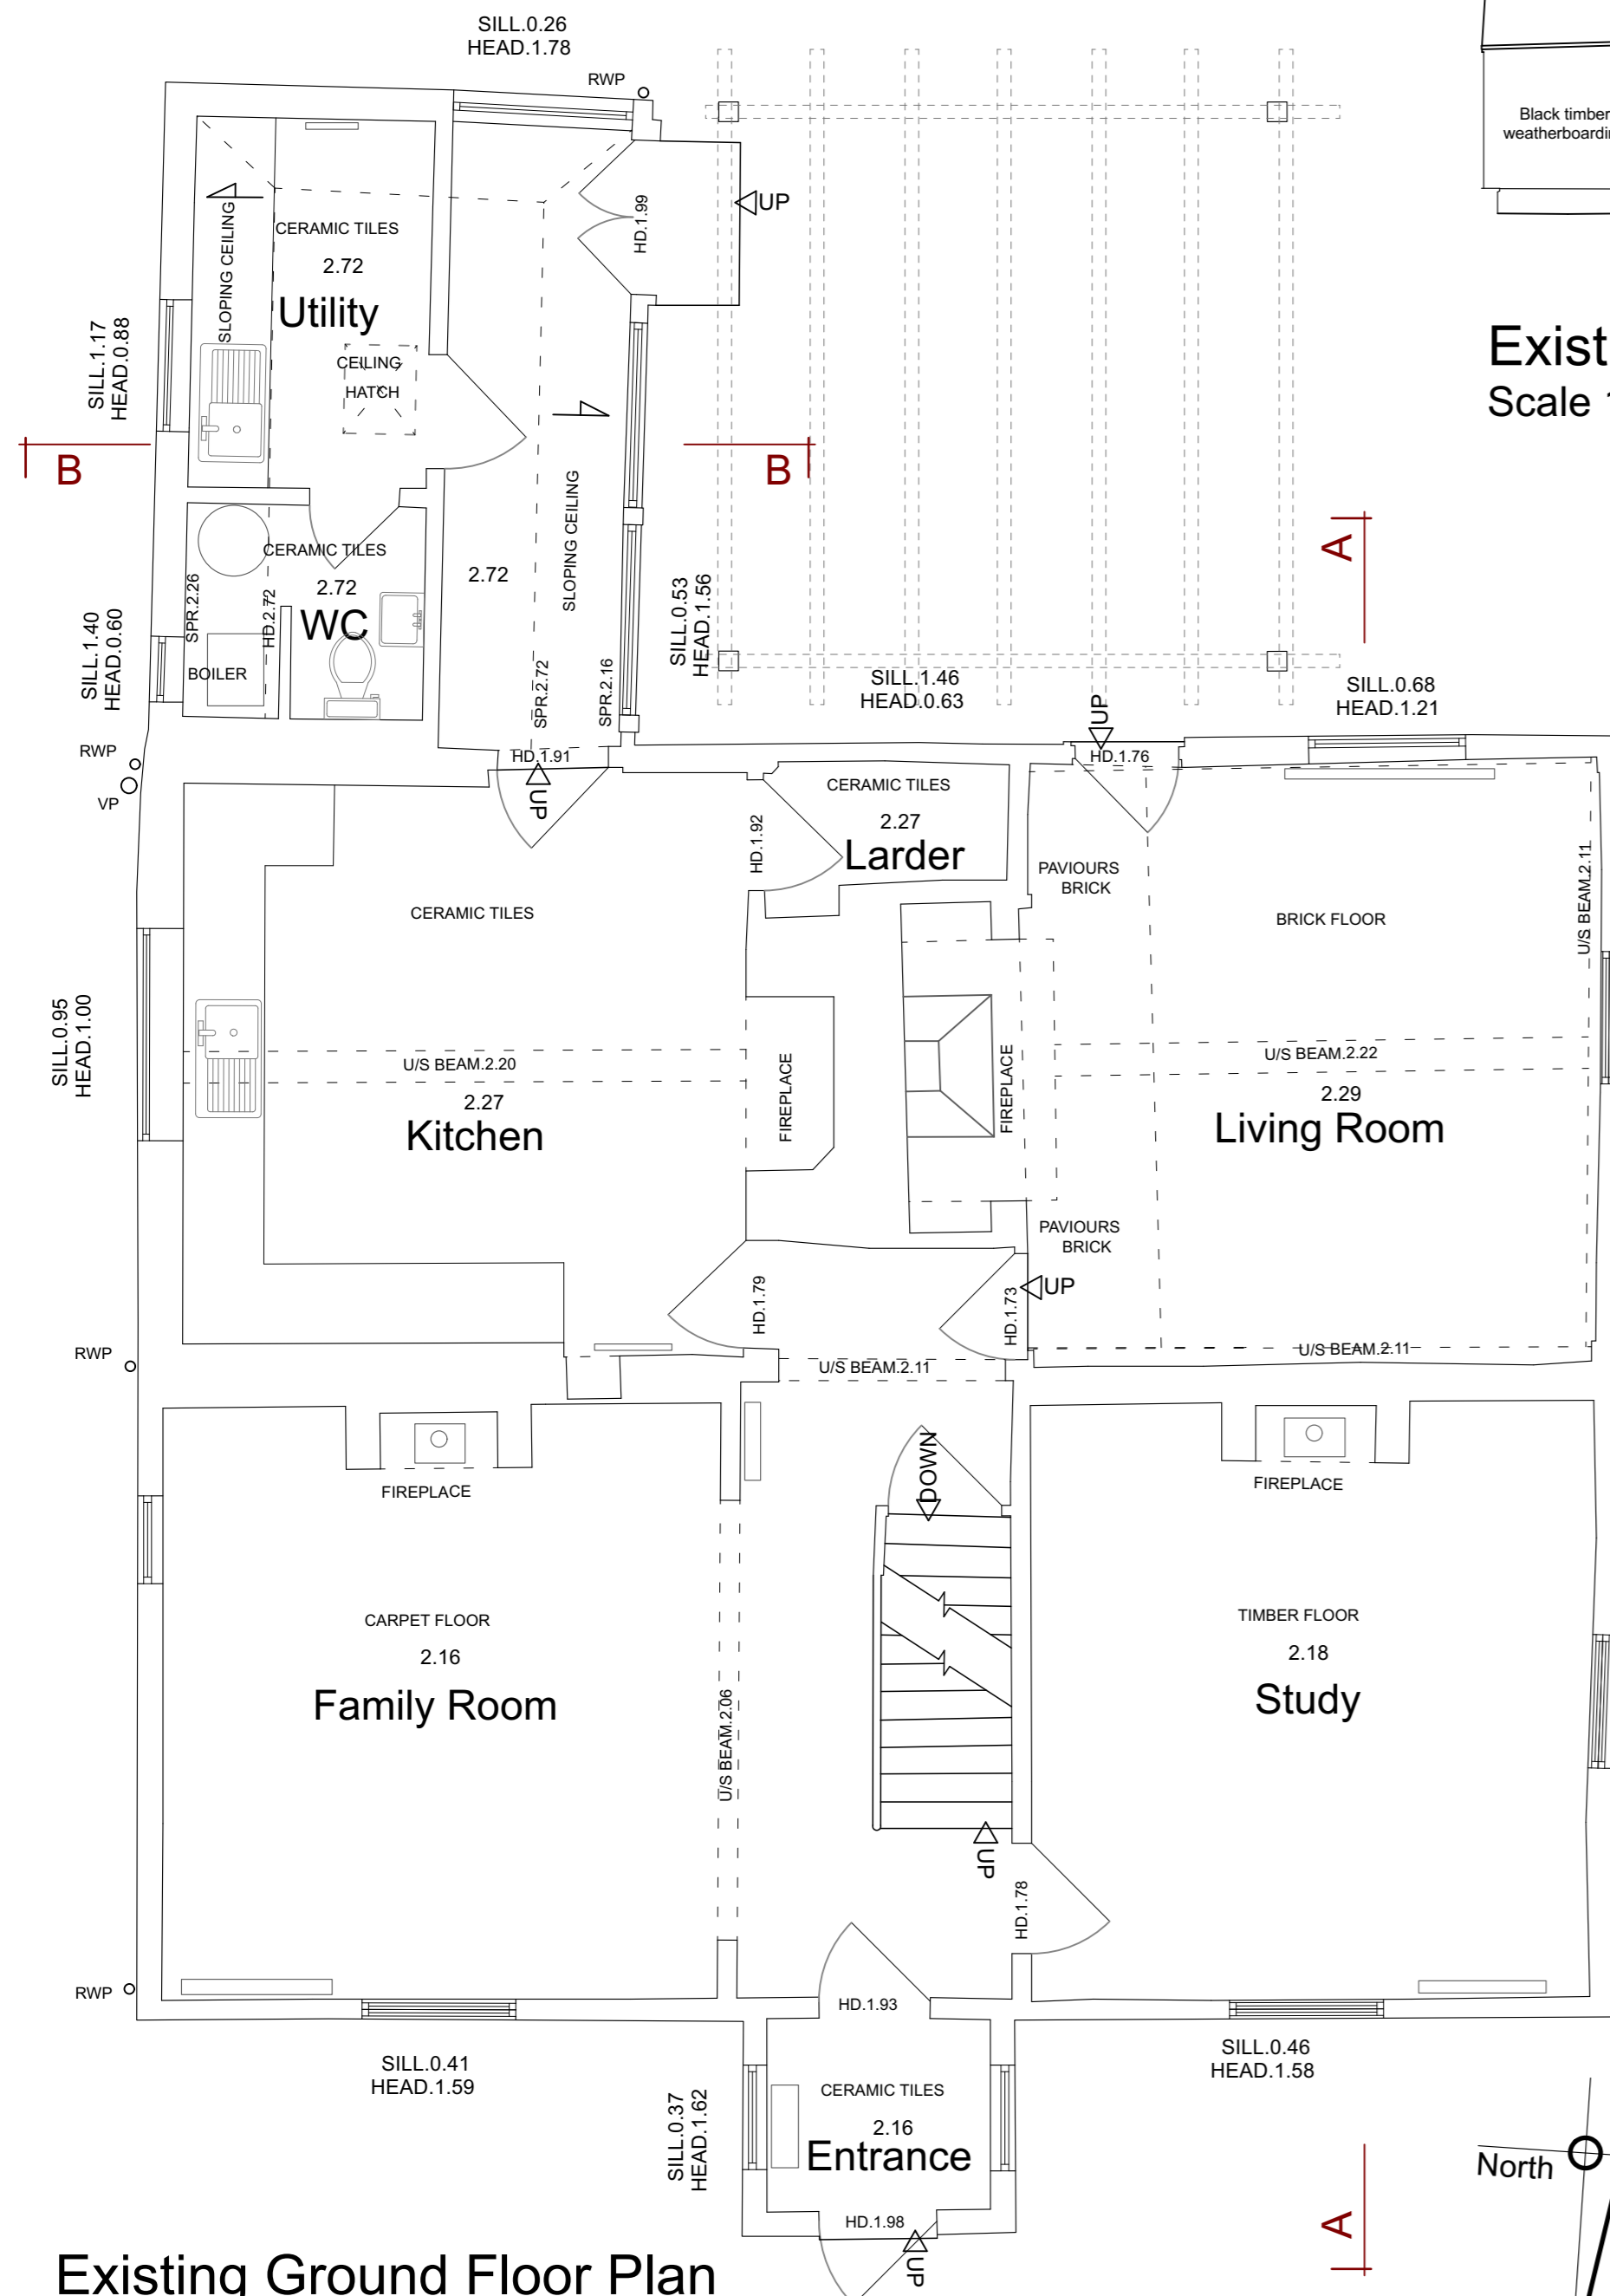 SILL.0.26
HEAD.1.78
RWP
Black timber
UP
HD.1.99
SLOPING CEILING
CERAMIC TILES
2.72
Utility
CEILING
HATCH
SILL.1.17
HEAD.0.88
Scale
B
B
SLOPING CEILING
A
CERAMIC TILES
2.72
WC
2.72
SPR.2.26
HD.2.72
BOILER
SILL.1.40
HEAD.0.60
SPR.2.72
SPR.2.16
SILL.0.53
HEAD.1.56
SILL.1.46
HEAD.0.63
SILL.0.68
HEAD.1.21
UP
RWP
VP
HD.1.91
UP
HD.1.76
CERAMIC TILES
2.27
Larder
HD.1.92
PAVIOURS
BRICK
BRICK FLOOR
U/S BEAM.2.11
CERAMIC TILES
SILL.0.95
HEAD.1.00
U/S BEAM.2.20
2.27
Kitchen
FIREPLACE
FIREPLACE
U/S BEAM.2.22
2.29
Living Room
PAVIOURS
BRICK
HD.1.79
HD.1.73
UP
RWP
U/S BEAM.2.11
U/S BEAM.2.11
FIREPLACE
DOWN
FIREPLACE
CARPET FLOOR
2.16
Family Room
U/S BEAM.2.06
TIMBER FLOOR
2.18
Study
UP
HD.1.78
RWP
HD.1.93
SILL.0.41
HEAD.1.59
SILL.0.37
HEAD.1.62
CERAMIC TILES
2.16
Entrance
SILL.0.46
HEAD.1.58
North
HD.1.98
UP
A
Existing Ground Floor Plan